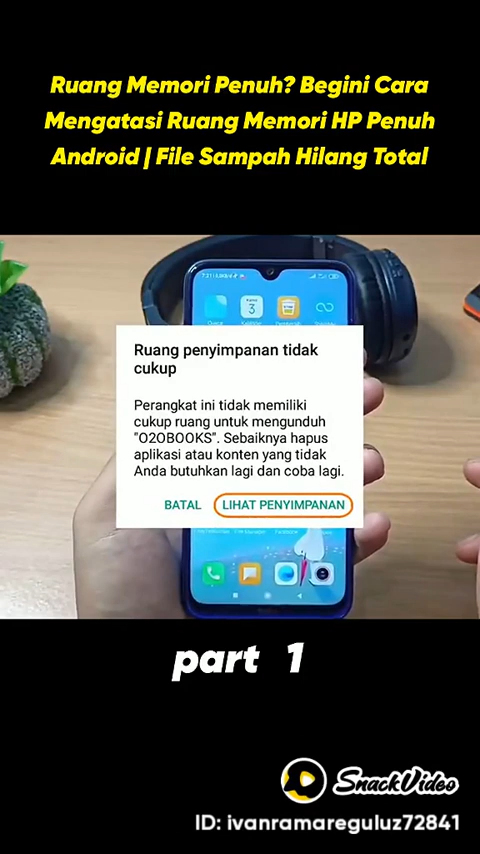 Ruang Memori Penuh? Begini Cara
Mengatasi Ruang Memori HP Penuh
Android | File Sampah Hilang Total
Ruang penyimpanan tidak
cukup
Perangkat ini tidak memiliki
cukup ruang untuk mengunduh
"O2OBOOKS". Sebaiknya hapus
aplikasi atau konten yang tidak
Anda butuhkan lagi dan coba lagi.
BATAL
LIHAT PENYIMPANAN
part 1
SnackVideo
ID: ivanramareguluz72841